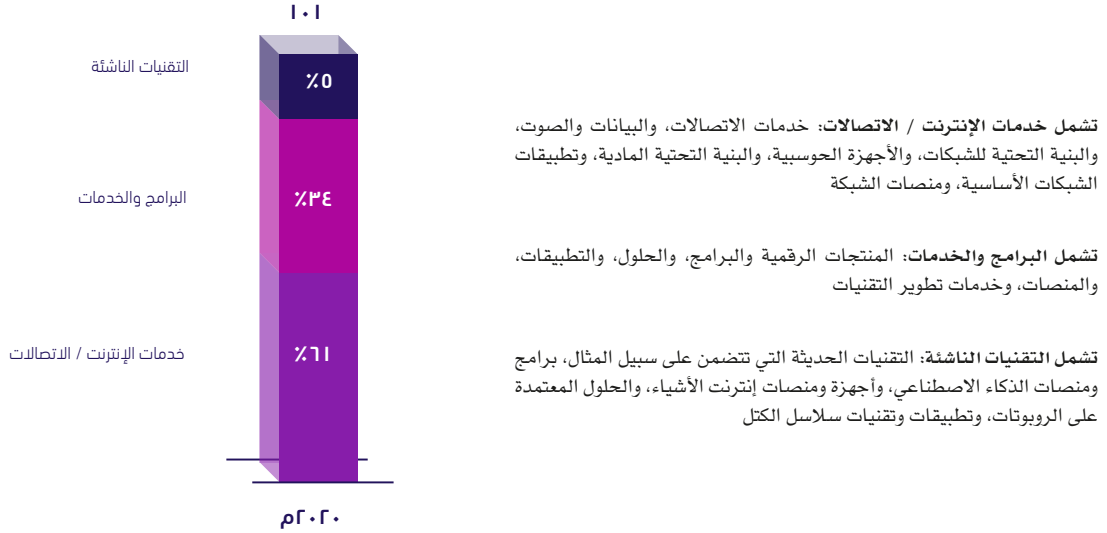 ١٠١
التقنيات الناشئة
٪٥
البرامج والخدمات
٪٣٤
خدمات الإنترنت / الاتصالات
٪٦١
٢٠٢٠م
تشمل خدمات الإنترنت / الاتصالات: خدمات الاتصالات، والبيانات والصوت،
والبنية التحتية للشبكات، والأجهزة الحوسبية، والبنية التحتية المادية، وتطبيقات
الشبكات الأساسية، ومنصات الشبكة
تشمل البرامج والخدمات: المنتجات الرقمية والبرامج، والحلول، والتطبيقات،
والمنصات، وخدمات تطوير التقنيات
تشمل التقنيات الناشئة: التقنيات الحديثة التي تتضمن على سبيل المثال، برامج
ومنصات الذكاء الاصطناعي، وأجهزة ومنصات إنترنت الأشياء، والحلول المعتمدة
على الروبوتات، وتطبيقات وتقنيات سلاسل الكتل